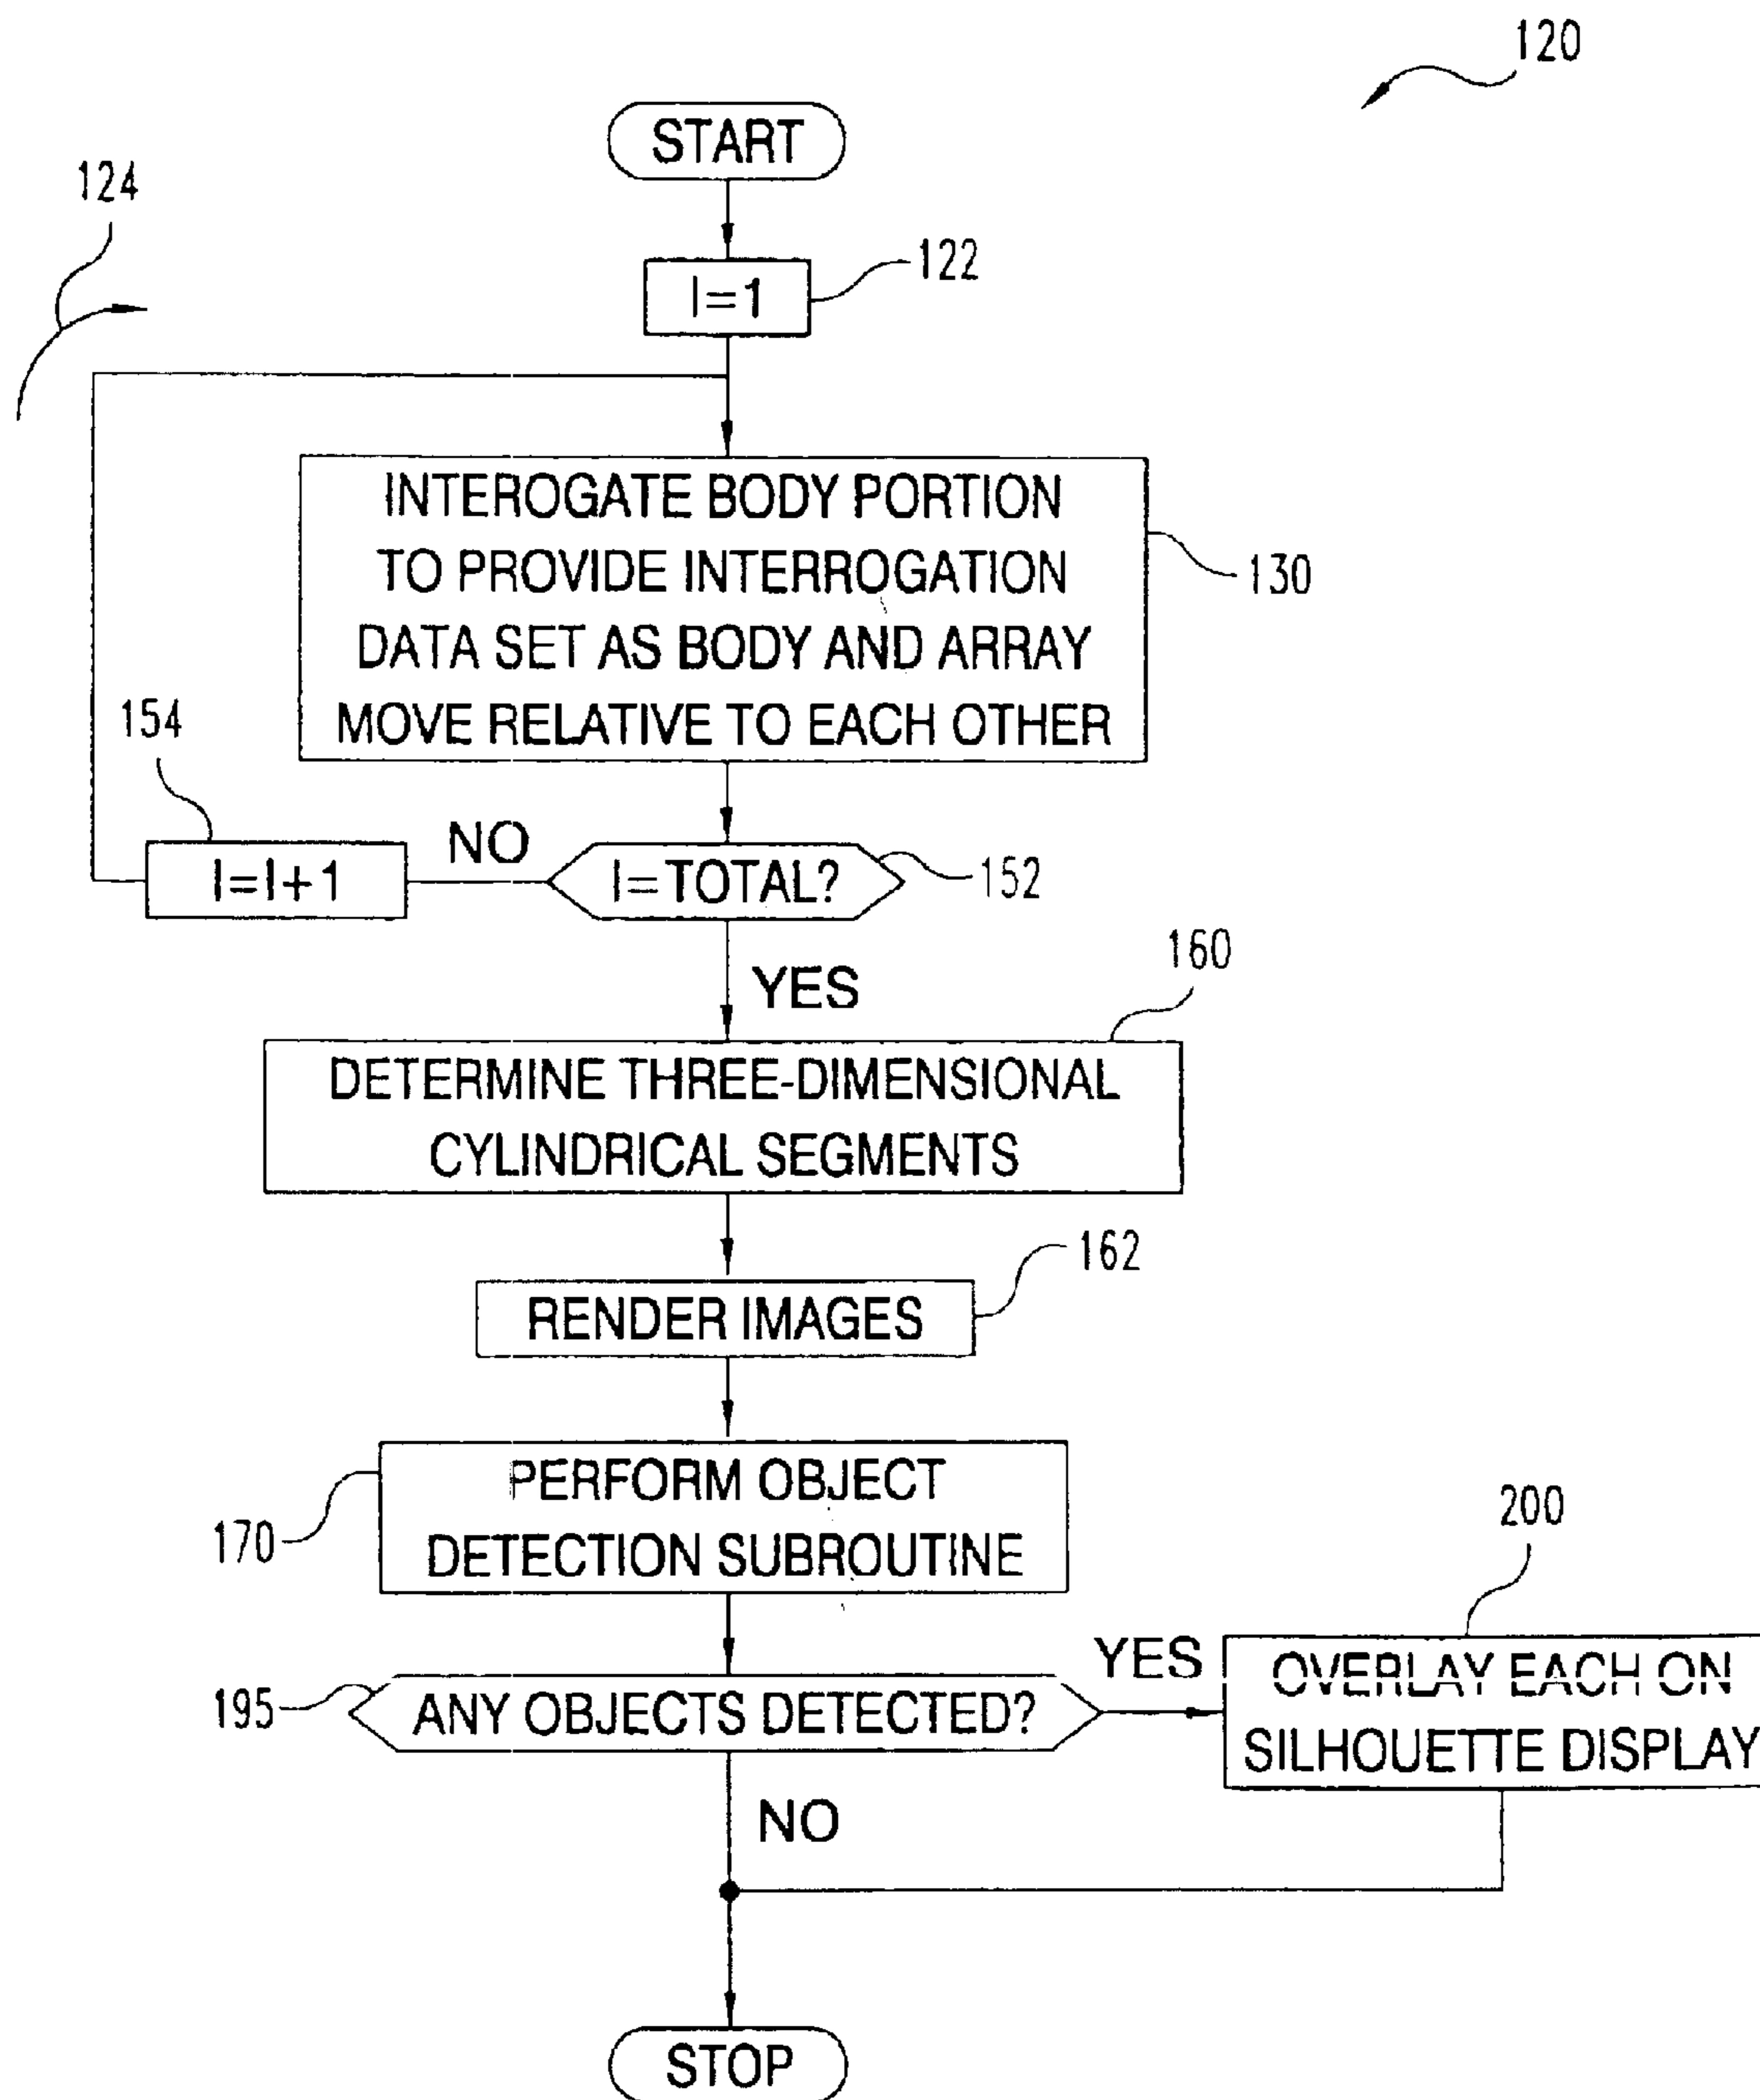 120
START
124
I=1
122
INTEROGATE BODY PORTION
TO PROVIDE INTERROGATION
DATA SET AS BODY AND ARRAY
MOVE RELATIVE TO EACH OTHER
130
154
I=I+1
NO
I=TOTAL?
152
YES
160
DETERMINE THREE-DIMENSIONAL
CYLINDRICAL SEGMENTS
162
RENDER IMAGES
PERFORM OBJECT
DETECTION SUBROUTINE
170
200
195
ANY OBJECTS DETECTED?
YES
OVERLAY EACH ON
SILHOUETTE DISPLAY
NO
STOP